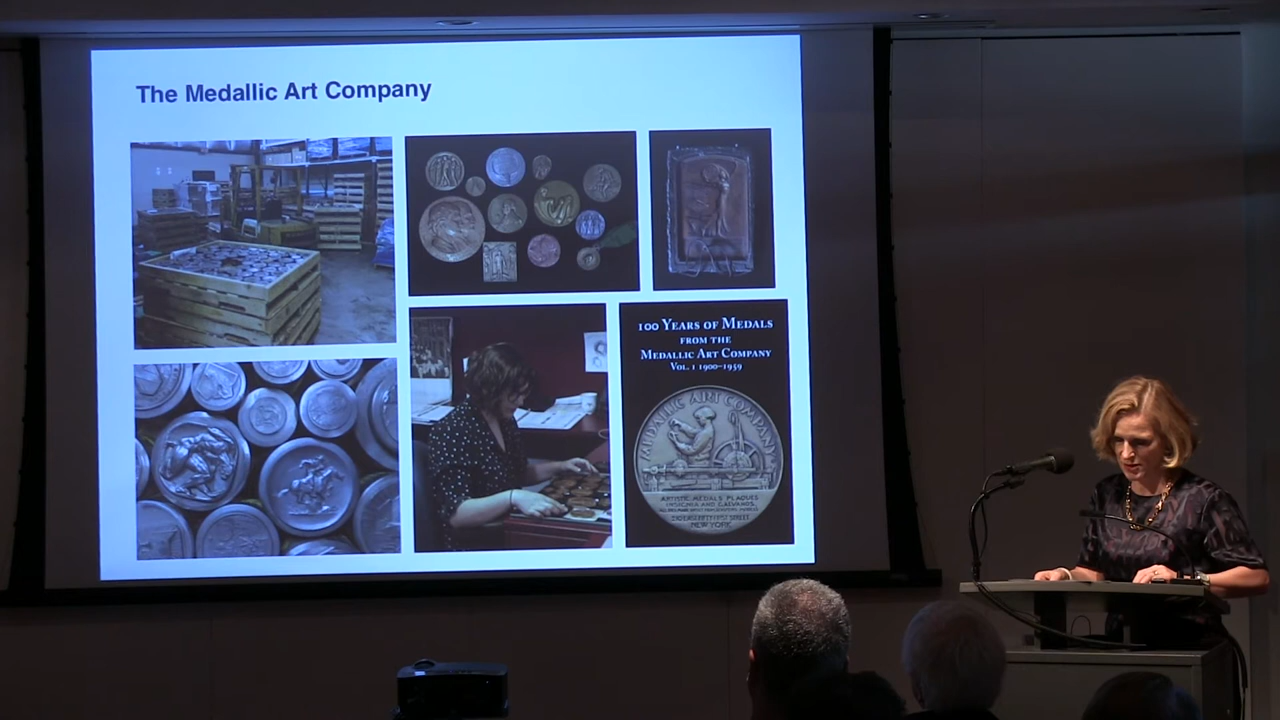 The Medallic Art Company
100 Years of Medals
from the
Medallic Art Company
Vol. 1 1900–1959
MEDALLIC ART COMPANY
ARTISTIC MEDALS PLAQUES
INSIGNIA AND GALVANOS
NEW YORK